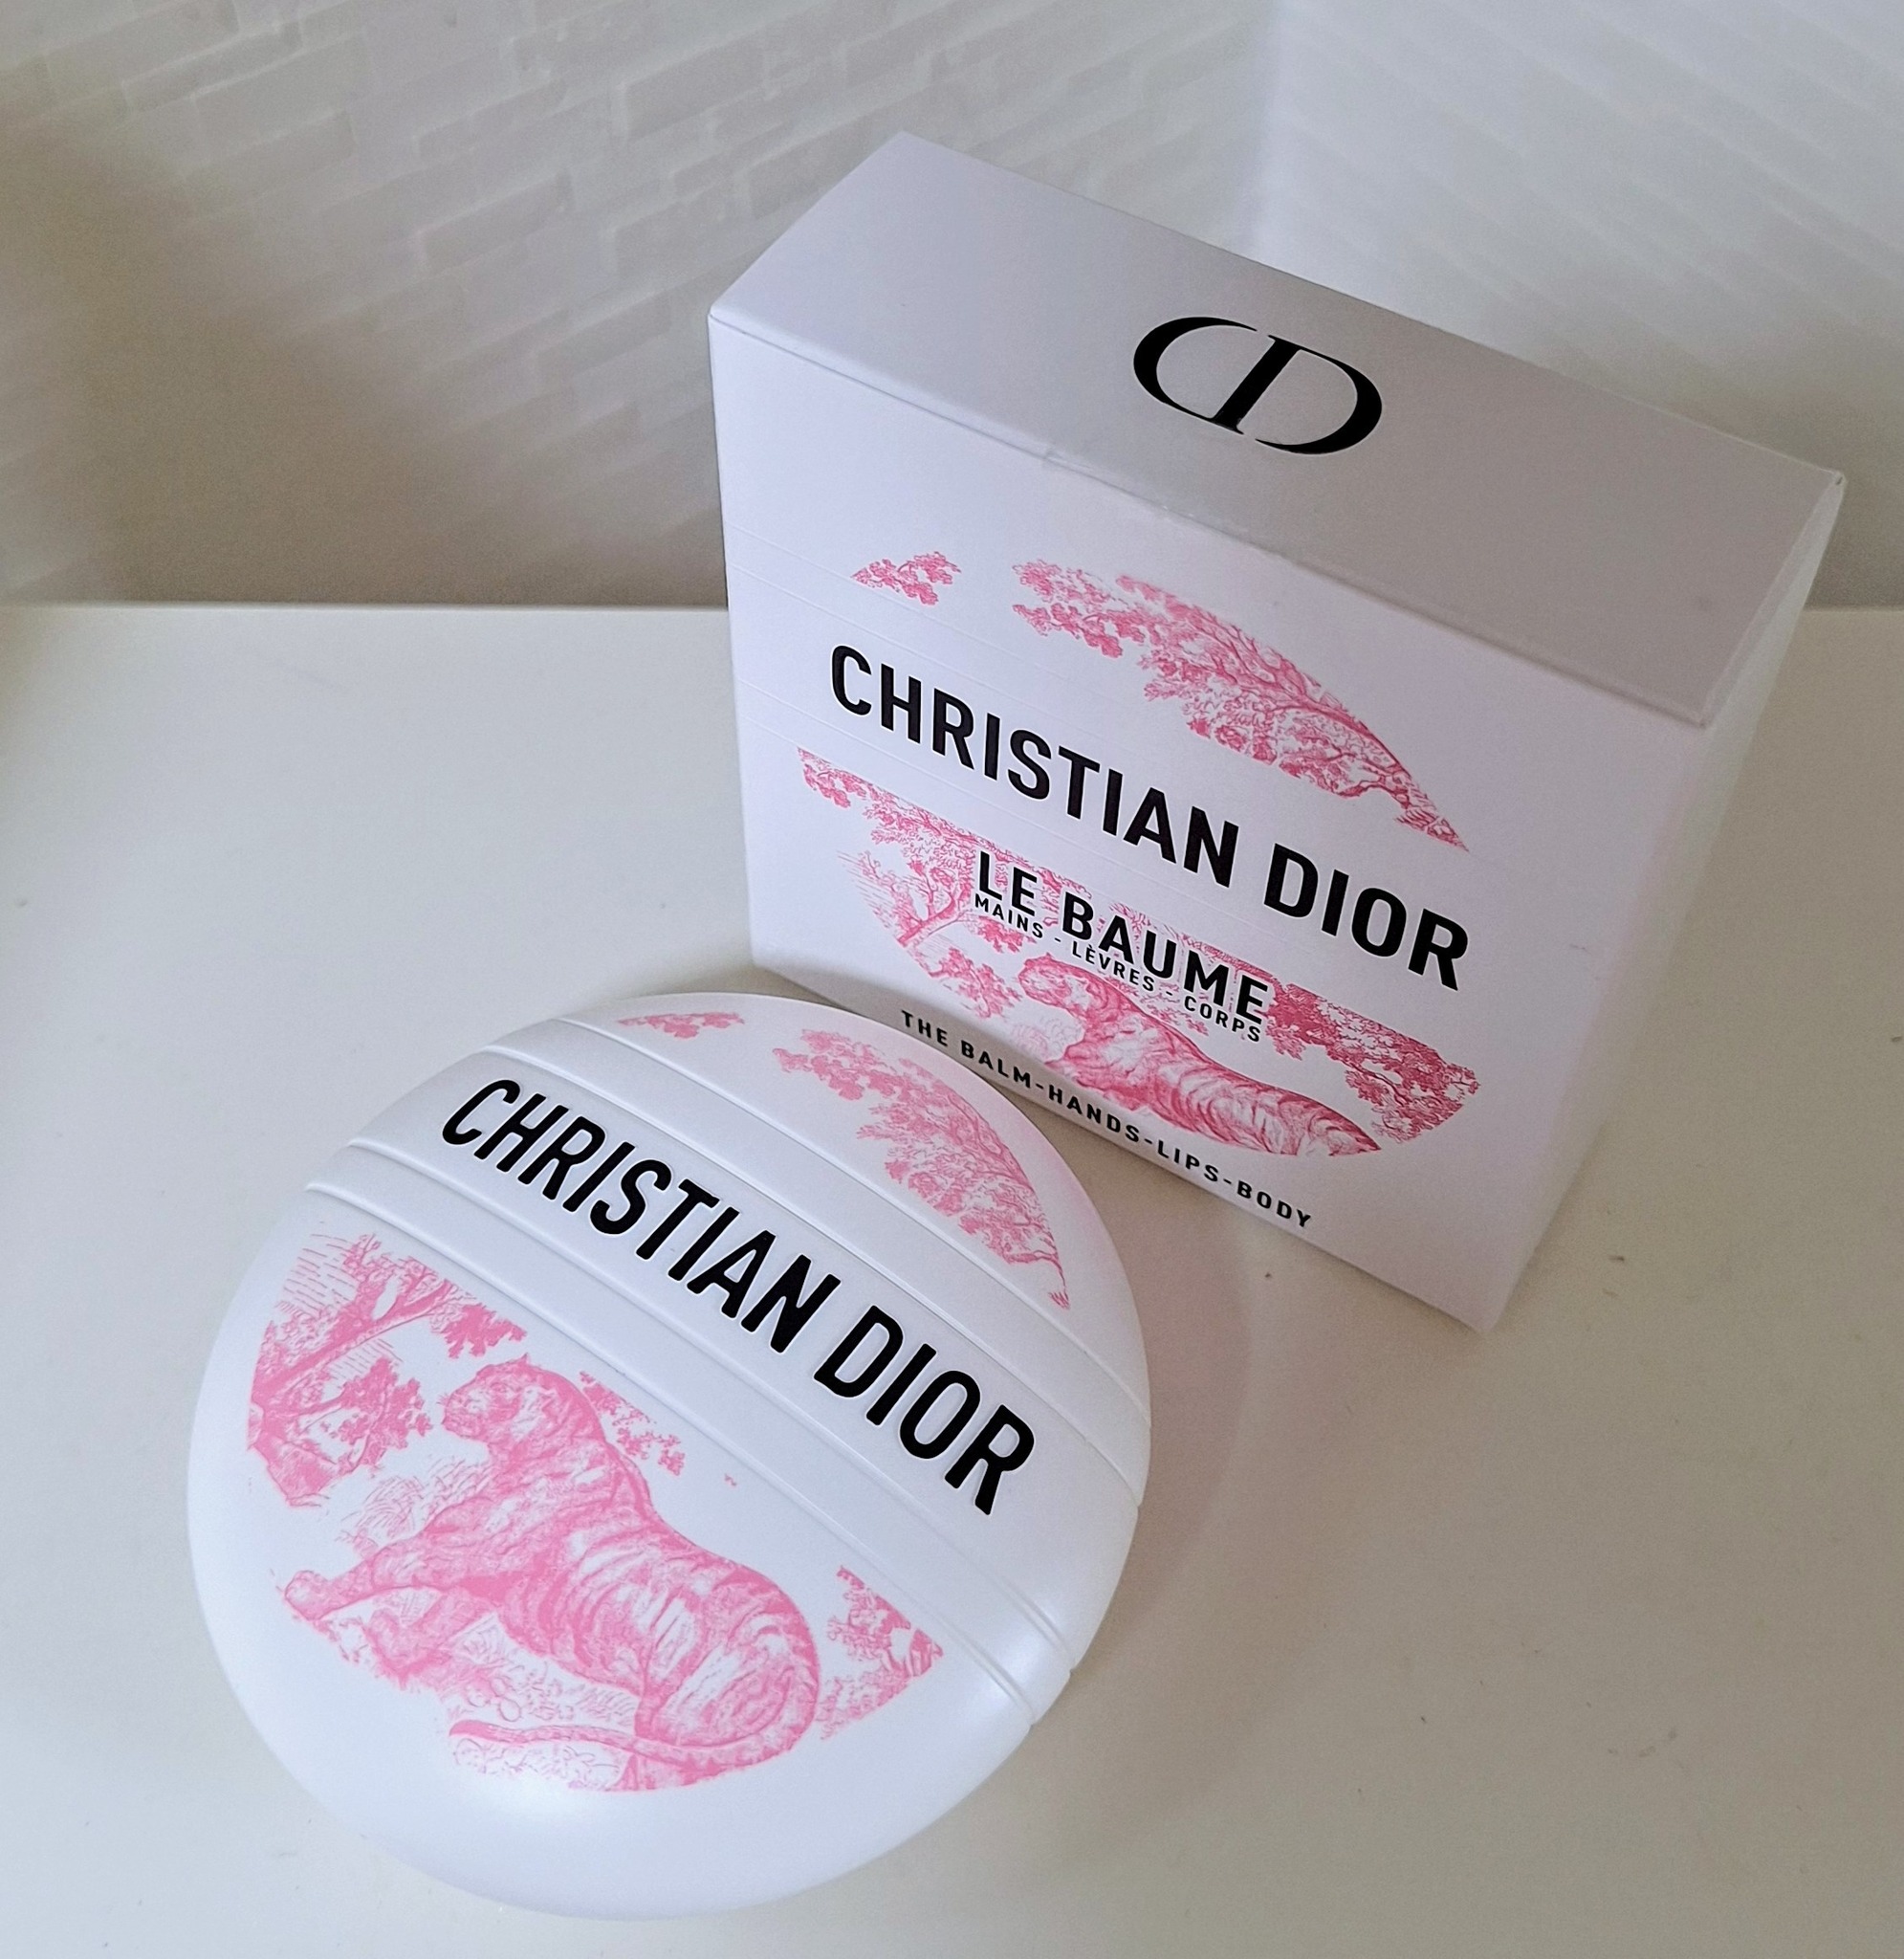 CD
CHRISTIAN DIOR
LE BAUME
MAINS - LÈVRES - CORPS
THE BALM-HANDS-LIPS-BODY
CHRISTIAN DIOR